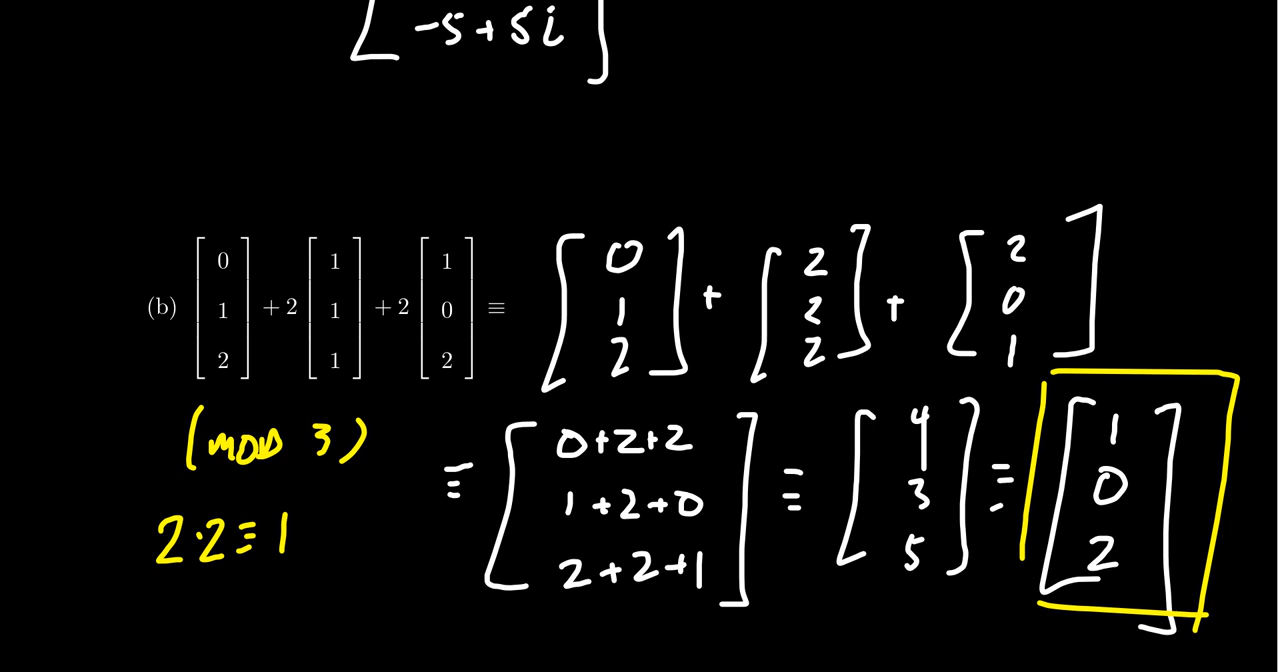 -5+5i
(b) [0 1 2] + 2 [1 1 1] + 2 [1 0 2] ≡ [0 1 2] + [2 2 2] + [2 0 1]
(MOD 3)
≡ [0+2+2 1+2+0 2+2+1] ≡ [4 3 5] ≡ [1 0 2]
2·2≡1